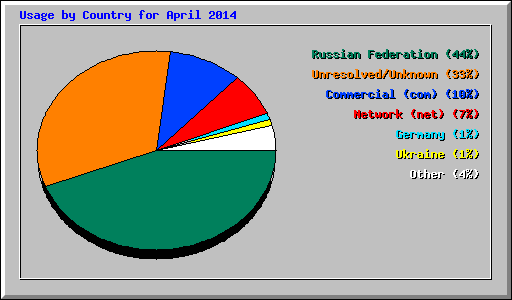 Usage by Country for April 2014
Russian Federation (44%)
Unresolved/Unknown (33%)
Commercial (com) (10%)
Network (net) (7%)
Germany (1%)
Ukraine (1%)
Other (4%)